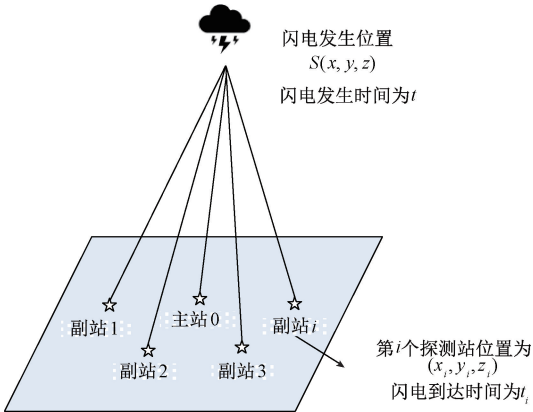 闪电发生位置
S(x, y, z)
闪电发生时间为t
副站1
主站0
副站i
副站2
副站3
第i个探测站位置为
(xᵢ, yᵢ, zᵢ)
闪电到达时间为tᵢ